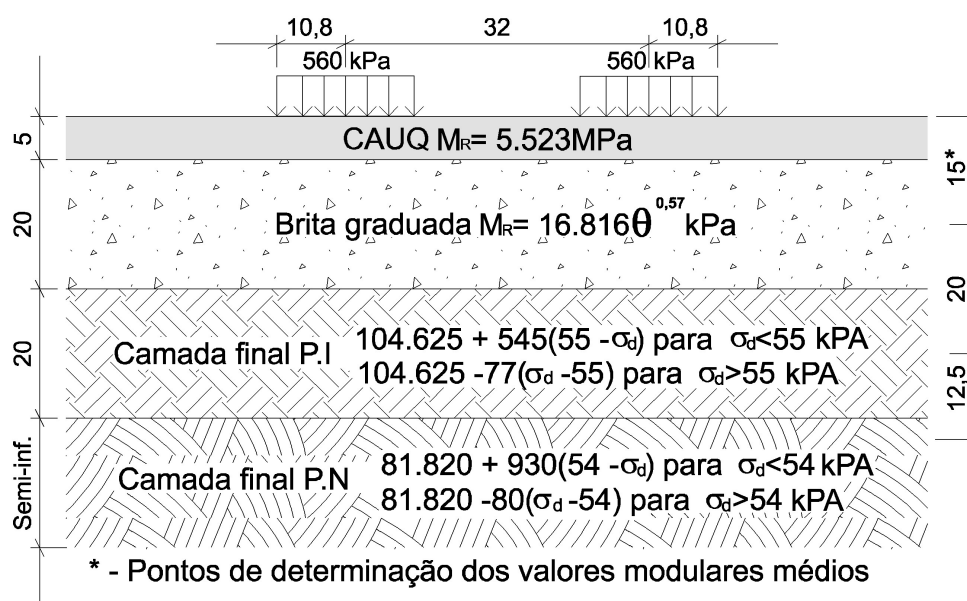 10,8 32 10,8
560 kPa 560 kPa
5
CAUQ MR= 5.523MPa
15*
20
Brita graduada MR= 16.816θ^0,57 kPa
20
20
Camada final P.I
104.625 + 545(55 -σd) para σd<55 kPA
104.625 -77(σd -55) para σd>55 kPA
12,5
Semi-inf.
Camada final P.N
81.820 + 930(54 -σd) para σd<54 kPA
81.820 -80(σd -54) para σd>54 kPA
* - Pontos de determinação dos valores modulares médios